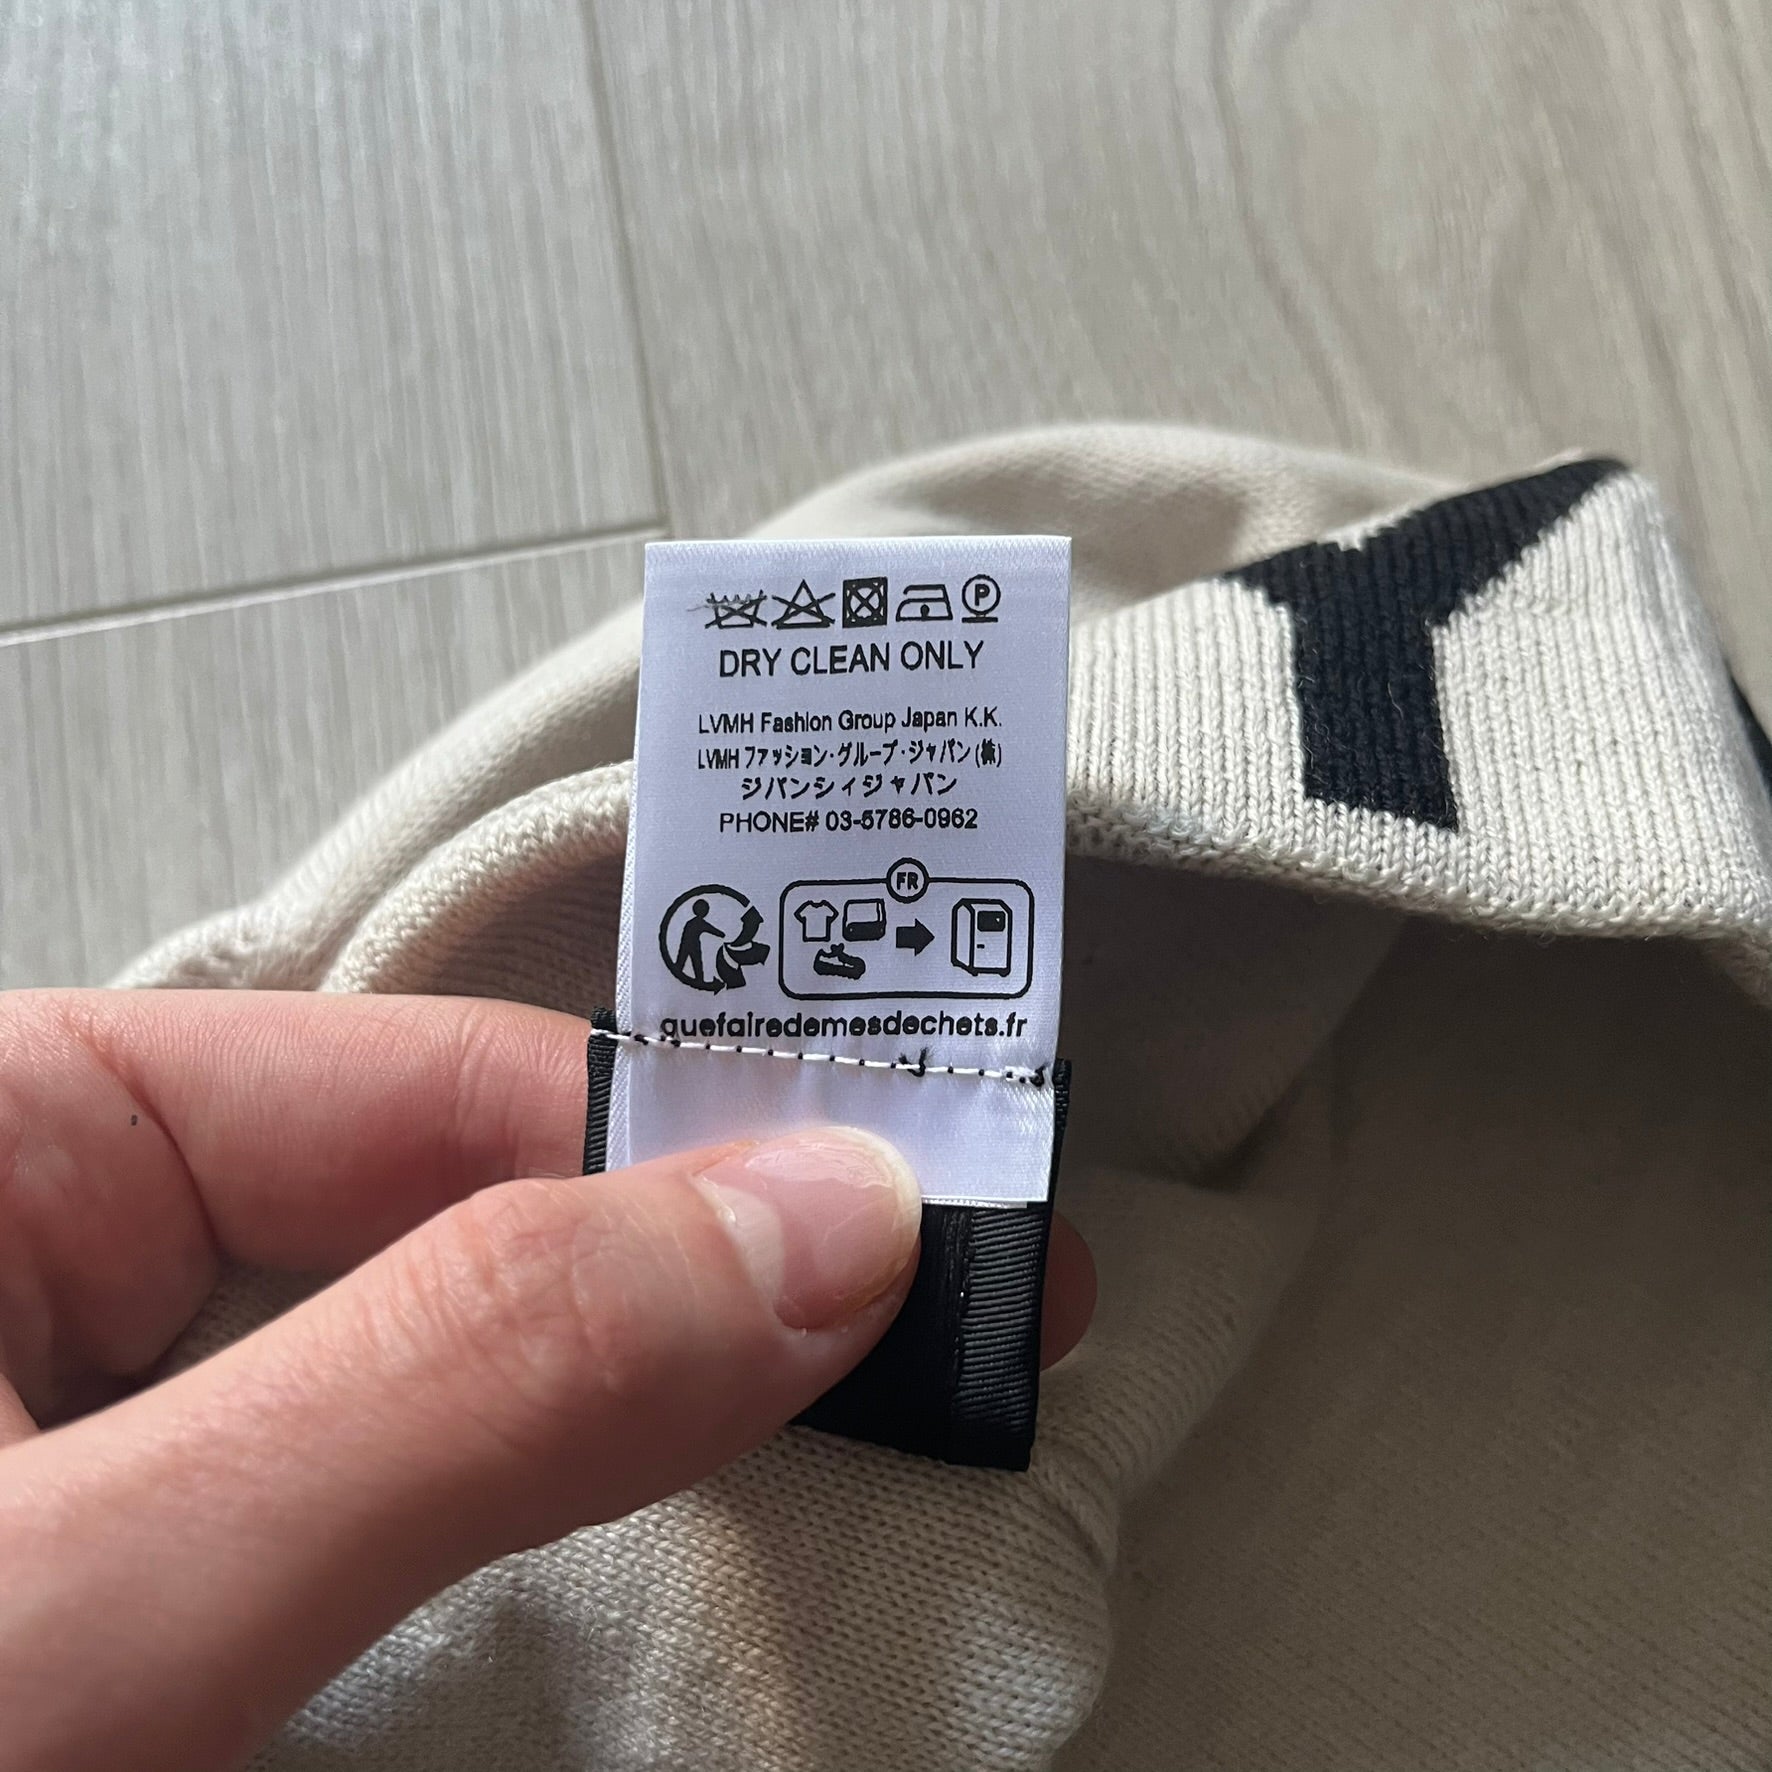 P
DRY CLEAN ONLY
LVMH Fashion Group Japan K.K.
LVMH ファッション・グループ・ジャパン (株)
ジバンシィジャパン
PHONE# 03-5786-0962
FR
quefairedemesdechets.fr